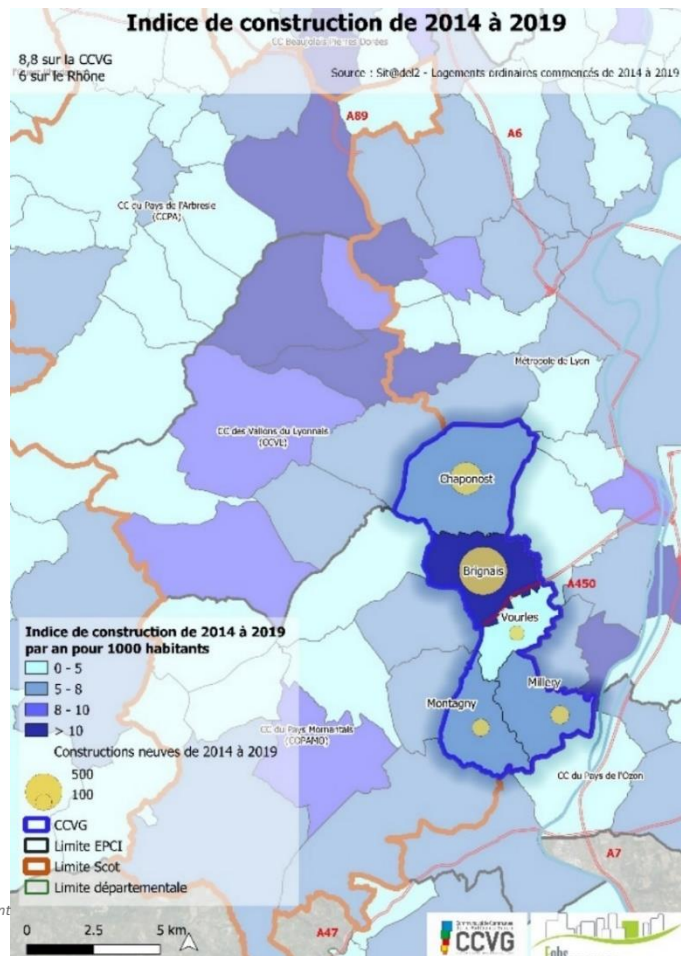 Indice de construction de 2014 à 2019
CC Beaujolais Pierres Dorées
8,8 sur la CCVG
6 sur le Rhône
Source : Sit@del2 - Logements ordinaires commencés de 2014 à 2019
A89
A6
CC du Pays de l'Arbresle
(CCPA)
Métropole de Lyon
CC des Vallons du Lyonnais
(CCVL)
Chaponost
Brignais
A450
Vourles
Millery
Montagny
CC du Pays Mornantais
(COPAMO)
CC du Pays de l'Ozon
A7
A47
Indice de construction de 2014 à 2019
par an pour 1000 habitants
0 - 5
5 - 8
8 - 10
> 10
Constructions neuves de 2014 à 2019
500
100
CCVG
Limite EPCI
Limite Scot
Limite départementale
0 2.5 5 km
CCVG